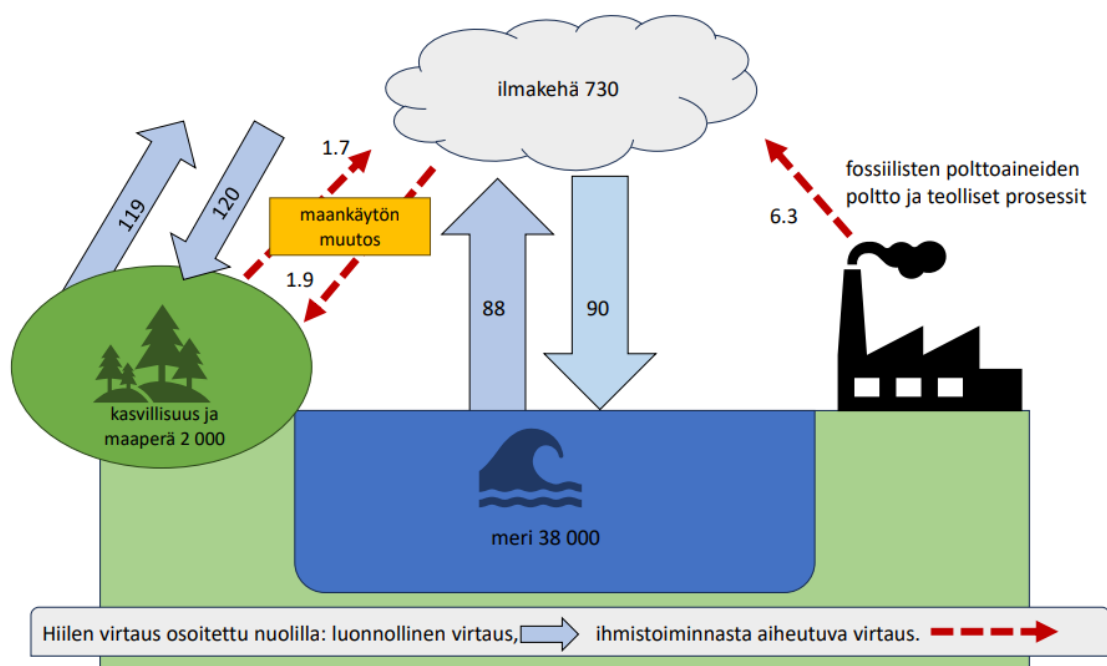 ilmakehä 730
1.7
fossiilisten polttoaineiden
poltto ja teolliset prosessit
119
120
maankäytön
muutos
6.3
1.9
88
90
kasvillisuus ja
maaperä 2 000
meri 38 000
Hiilen virtaus osoitettu nuolilla: luonnollinen virtaus, ihmistoiminnasta aiheutuva virtaus.